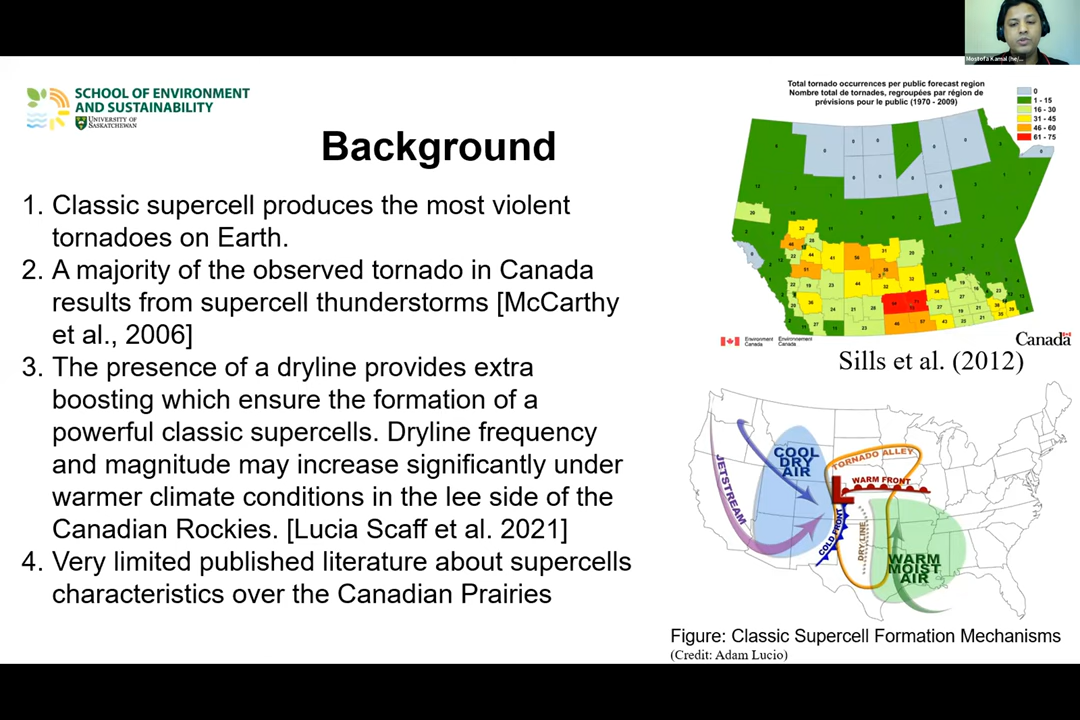 Mostofa Kamal (he/...
SCHOOL OF ENVIRONMENT
AND SUSTAINABILITY
UNIVERSITY OF
SASKATCHEWAN
Background
1. Classic supercell produces the most violent
tornadoes on Earth.
2. A majority of the observed tornado in Canada
results from supercell thunderstorms [McCarthy
et al., 2006]
3. The presence of a dryline provides extra
boosting which ensure the formation of a
powerful classic supercells. Dryline frequency
and magnitude may increase significantly under
warmer climate conditions in the lee side of the
Canadian Rockies. [Lucia Scaff et al. 2021]
4. Very limited published literature about supercells
characteristics over the Canadian Prairies
Total tornado occurrences per public forecast region
Nombre total de tornades, regroupées par région de
prévisions pour le public (1970 - 2009)
0
1 - 15
16 - 30
31 - 45
46 - 60
61 - 75
Environment Environnement
Canada Canada
Canada
Sills et al. (2012)
JETSTREAM
COOL
DRY
AIR
TORNADO ALLEY
WARM FRONT
L
COLD FRONT
DRY LINE
WARM
MOIST
AIR
Figure: Classic Supercell Formation Mechanisms
(Credit: Adam Lucio)